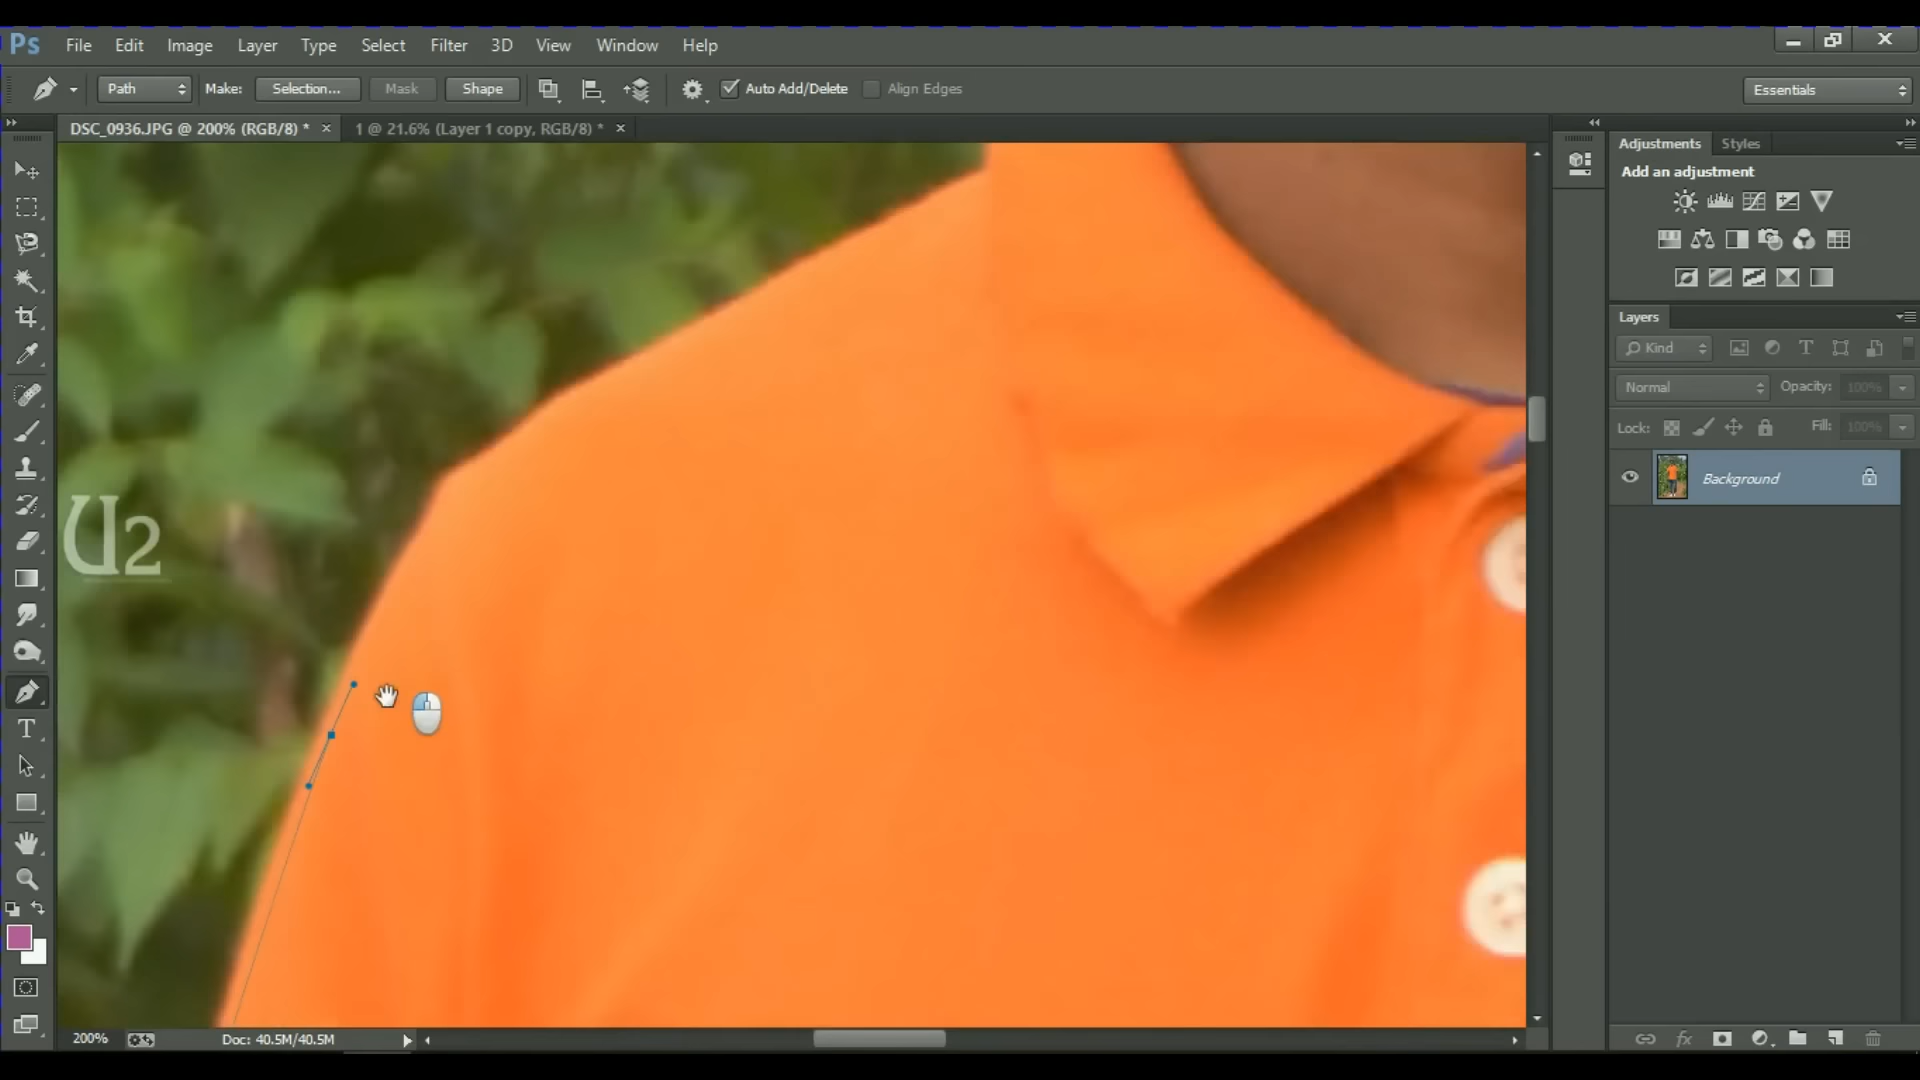 Ps File Edit Image Layer Type Select Filter 3D View Window Help
Path Make: Selection... Mask Shape Auto Add/Delete Align Edges Essentials
DSC_0936.JPG @ 200% (RGB/8) * 1 @ 21.6% (Layer 1 copy, RGB/8) *
Adjustments Styles
Add an adjustment
Layers
Kind
Normal Opacity: 100%
Lock: Fill: 100%
Background
U2
200% Doc: 40.5M/40.5M